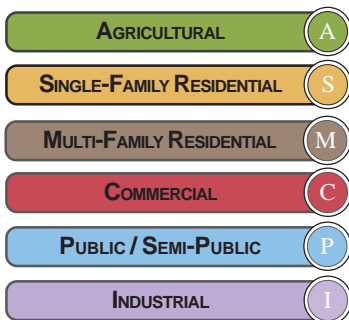 Agricultural A
Single-Family Residential S
Multi-Family Residential M
Commercial C
Public / Semi-Public P
Industrial I